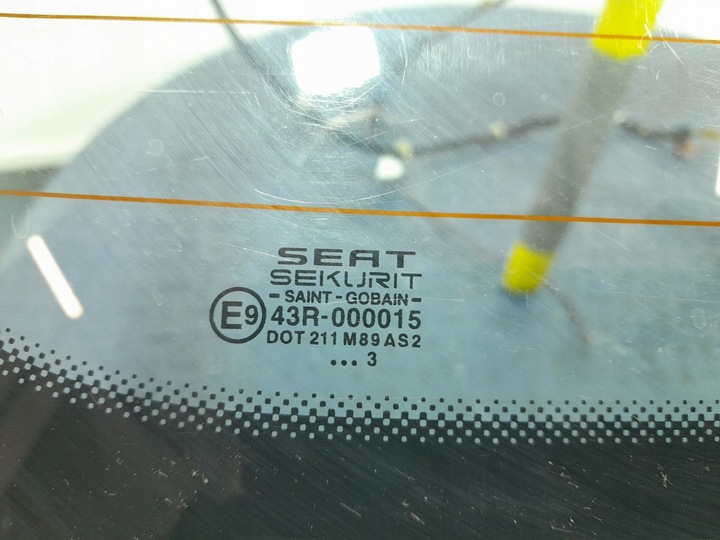 SEAT
SEKURIT
- SAINT - GOBAIN -
E9 43R-000015
DOT 211 M89 AS2
... 3